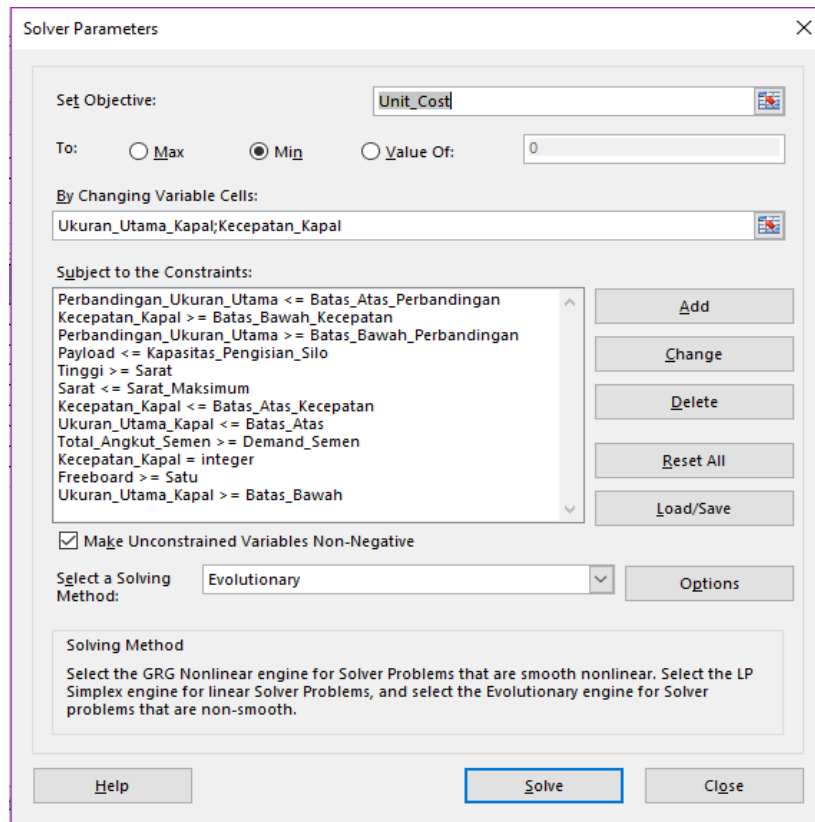 Solver Parameters
Set Objective: Unit_Cost
To: Max Min Value Of: 0
By Changing Variable Cells:
Ukuran_Utama_Kapal;Kecepatan_Kapal
Subject to the Constraints:
Perbandingan_Ukuran_Utama <= Batas_Atas_Perbandingan
Kecepatan_Kapal >= Batas_Bawah_Kecepatan
Perbandingan_Ukuran_Utama >= Batas_Bawah_Perbandingan
Payload <= Kapasitas_Pengisian_Silo
Tinggi >= Sarat
Sarat <= Sarat_Maksimum
Kecepatan_Kapal <= Batas_Atas_Kecepatan
Ukuran_Utama_Kapal <= Batas_Atas
Total_Angkut_Semen >= Demand_Semen
Kecepatan_Kapal = integer
Freeboard >= Satu
Ukuran_Utama_Kapal >= Batas_Bawah
Add
Change
Delete
Reset All
Load/Save
Make Unconstrained Variables Non-Negative
Select a Solving
Method:
Evolutionary
Options
Solving Method
Select the GRG Nonlinear engine for Solver Problems that are smooth nonlinear. Select the LP
Simplex engine for linear Solver Problems, and select the Evolutionary engine for Solver
problems that are non-smooth.
Help
Solve
Close